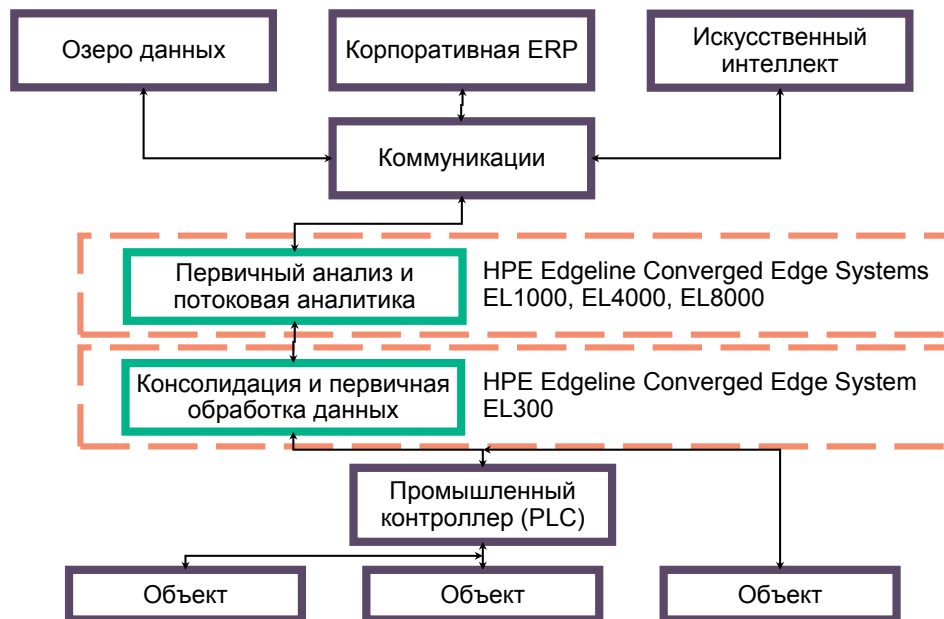 Озеро данных
Корпоративная ERP
Искусственный
интеллект
Коммуникации
Первичный анализ и
потоковая аналитика
HPE Edgeline Converged Edge Systems
EL1000, EL4000, EL8000
Консолидация и первичная
обработка данных
HPE Edgeline Converged Edge System
EL300
Промышленный
контроллер (PLC)
Объект
Объект
Объект